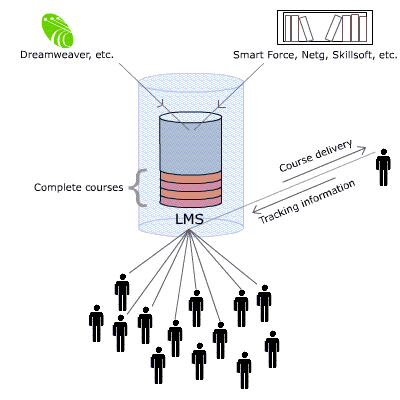 Dreamweaver, etc.
Smart Force, Netg, Skillsoft, etc.
Course delivery
Tracking information
Complete courses
LMS